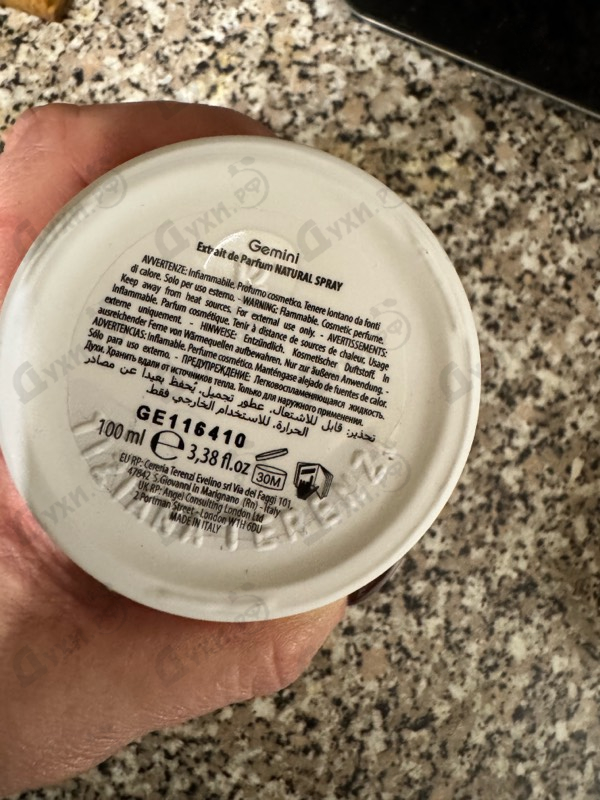 Gemini
Extrait de Parfum NATURAL SPRAY
AVVERTENZE: Infiammabile. Profumo cosmetico. Tenere lontano da fonti
di calore. Solo per uso esterno. - WARNING: Flammable. Cosmetic perfume.
Keep away from heat sources. For external use only. - AVERTISSEMENTS:
Inflammable. Parfum cosmétique. Tenir à distance de sources de chaleur. Usage
externe uniquement. - HINWEISE: Entzündlich. Kosmetischer Duftstoff. In
ausreichender Ferne von Wärmequellen aufbewahren. Nur zur äußeren Anwendung. -
ADVERTENCIAS: Inflamable. Perfume cosmético. Manténgase alejado de fuentes de calor.
Sólo para uso externo. - ПРЕДУПРЕЖДЕНИЕ: Легковоспламеняющаяся жидкость.
Духи. Хранить вдали от источников тепла. Только для наружного применения.
تحذير: قابل للاشتعال. عطور تجميل. يُحفظ بعيداً عن مصادر
الحرارة. للاستخدام الخارجي فقط.
GE116410
100 ml e 3,38 fl.oz
30M
EU RP: Cereria Terenzi Evelino srl Via del Faggi 101,
47842 S.Giovanni in Marignano (Rn) - Italy
UK RP: Angel Consulting London Ltd
2 Portman Street - London W1H 6DU
MADE IN ITALY
Духи.рф